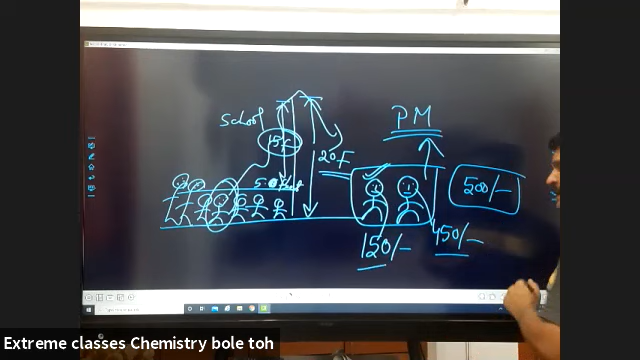 School
PM
15f
20F
500/-
150/-
450/-
Extreme classes Chemistry bole toh